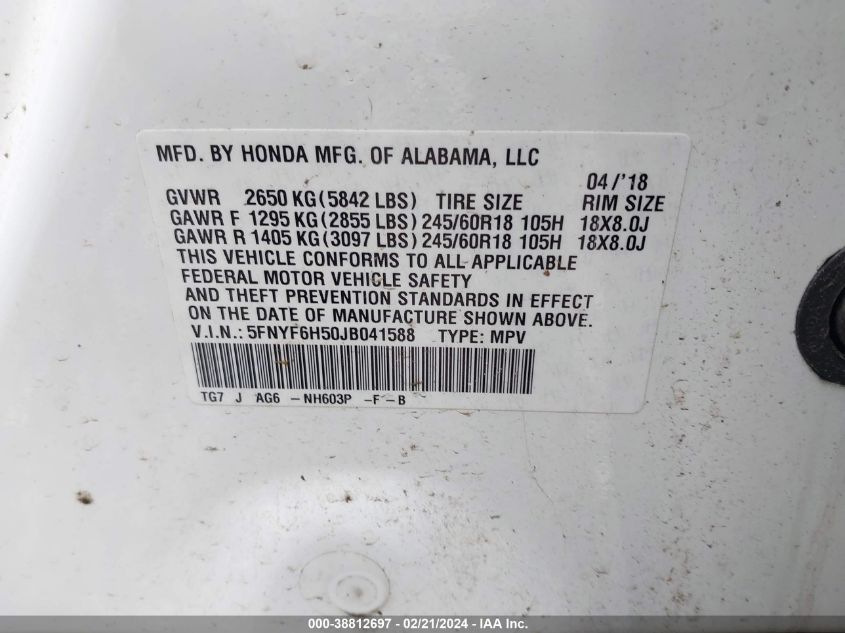 MFD. BY HONDA MFG. OF ALABAMA, LLC
04/'18
GVWR 2650 KG(5842 LBS) TIRE SIZE RIM SIZE
GAWR F 1295 KG(2855 LBS)245/60R18 105H 18X8.0J
GAWR R 1405 KG(3097 LBS)245/60R18 105H 18X8.0J
THIS VEHICLE CONFORMS TO ALL APPLICABLE
FEDERAL MOTOR VEHICLE SAFETY
AND THEFT PREVENTION STANDARDS IN EFFECT
ON THE DATE OF MANUFACTURE SHOWN ABOVE.
V.I.N.: 5FNYF6H50JB041588 TYPE: MPV
TG7 J AG6 -NH603P -F-B
000-38812697 - 02/21/2024 - IAA Inc.